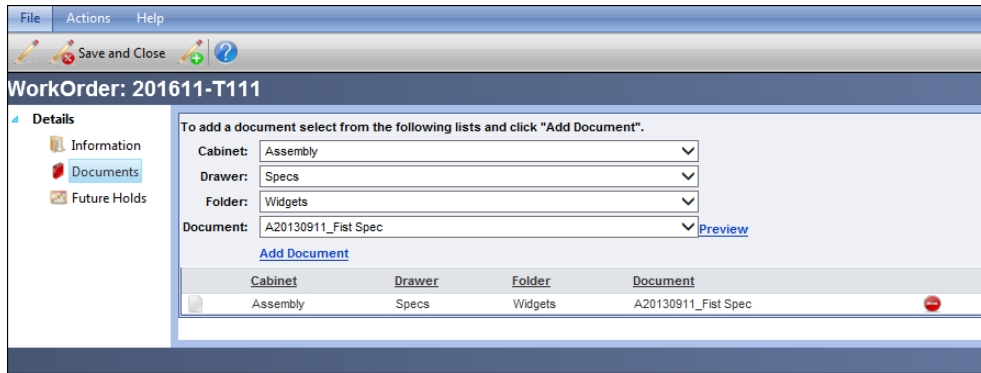 File Actions Help
Save and Close
WorkOrder: 201611-T111
Details
Information
Documents
Future Holds
To add a document select from the following lists and click "Add Document".
Cabinet: Assembly
Drawer: Specs
Folder: Widgets
Document: A20130911_Fist Spec Preview
Add Document
Cabinet Drawer Folder Document
Assembly Specs Widgets A20130911_Fist Spec